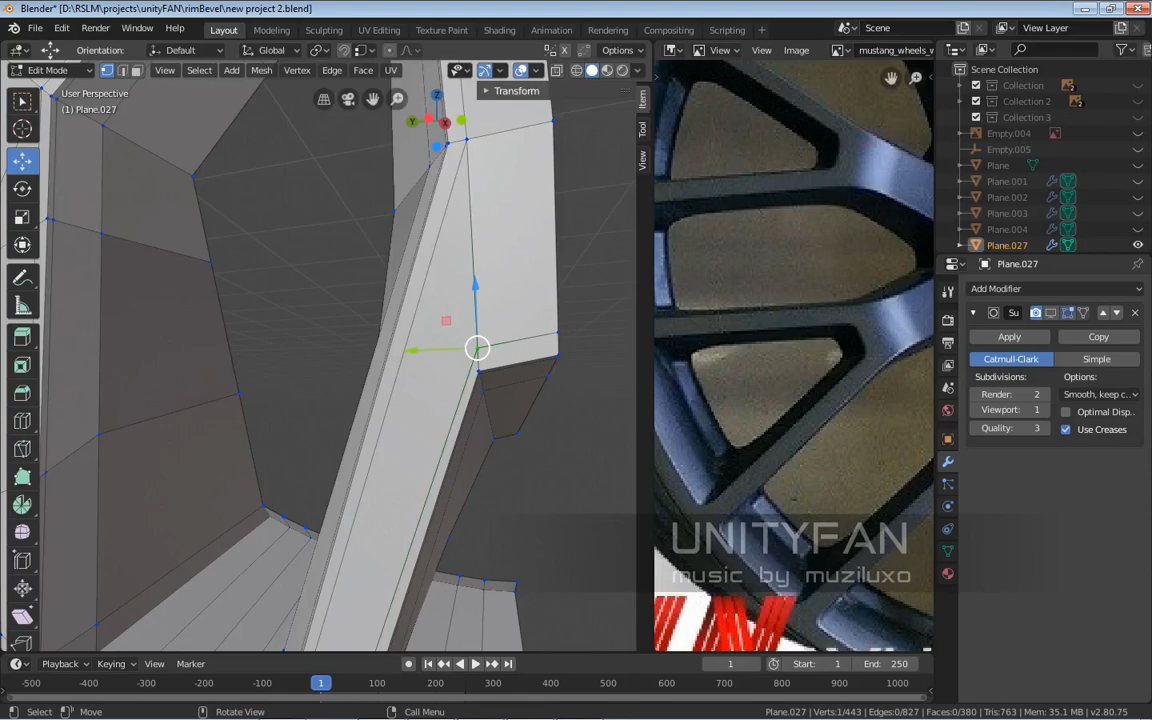 Blender* [D:\RSLM\projects\unityFAN\rimBevel\new project 2.blend]
File Edit Render Window Help Layout Modeling Sculpting UV Editing Texture Paint Shading Animation Rendering Compositing Scripting Scene View Layer
Orientation: Default Global Options View Image mustang_wheels_w
Edit Mode View Select Add Mesh Vertex Edge Face UV
User Perspective
(1) Plane.027
Transform
Item
Tool
View
Z
Y
X
Scene Collection
Collection 2
Collection 2 2
Collection 3
Empty.004
Empty.005
Plane
Plane.001
Plane.002
Plane.003
Plane.004
Plane.027
Plane.027
Add Modifier
Su
Apply Copy
Catmull-Clark Simple
Subdivisions: Options:
Render: 2 Smooth, keep c...
Viewport: 1 Optimal Disp..
Quality: 3 Use Creases
UNITYFAN
music by muziluxo
Playback Keying View Marker 1 Start: 1 End: 250
-500 -400 -300 -200 -100 1 100 200 300 400 500 600 700 800 900 1000
Select Move Rotate View Call Menu Plane.027 | Verts:1/443 | Edges:0/827 | Faces:0/380 | Tris:763 | Mem: 35.1 MB | v2.80.75